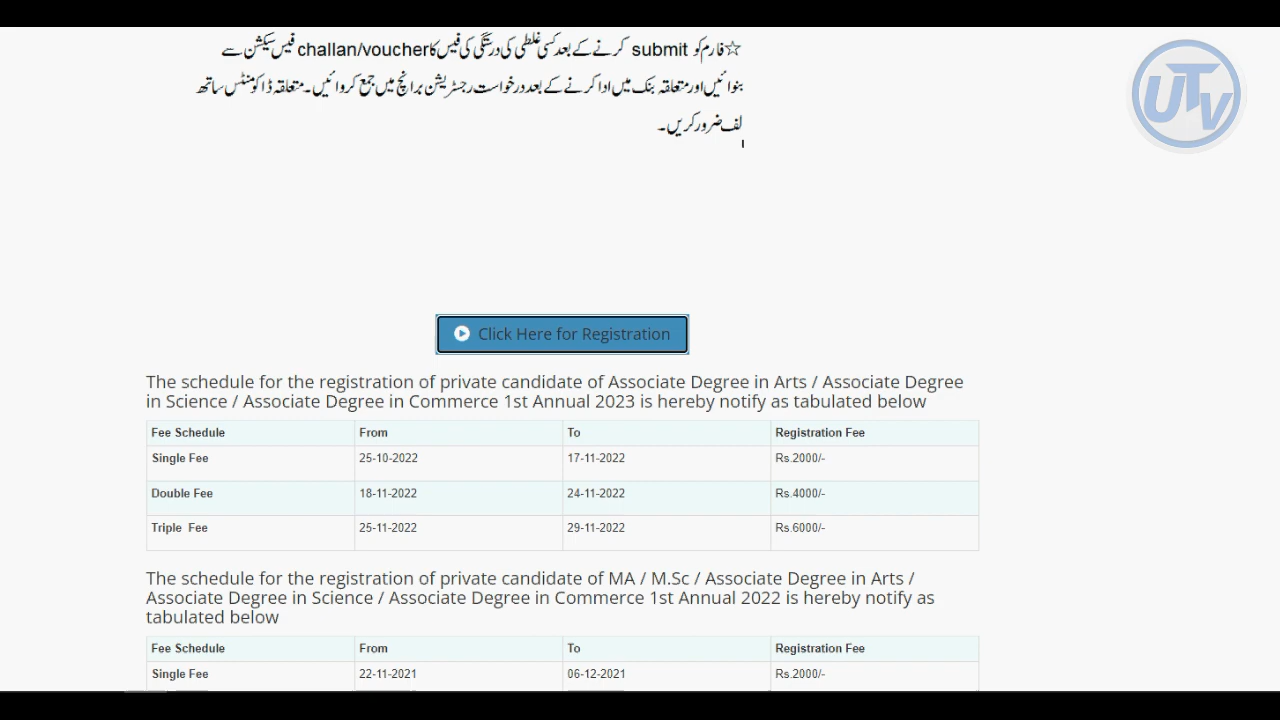 ☆فارم کو submit کرنے کے بعد کسی غلطی کی درستگی کی فیس کا challan/voucher فیس سیکشن سے
بنوائیں اور متعلقہ بنک میں ادا کرنے کے بعد درخواست رجسٹریشن برانچ میں جمع کروائیں۔ متعلقہ ڈاکومنٹس ساتھ
لف ضرور کریں۔
UTV
Click Here for Registration
The schedule for the registration of private candidate of Associate Degree in Arts / Associate Degree
in Science / Associate Degree in Commerce 1st Annual 2023 is hereby notify as tabulated below
Fee Schedule From To Registration Fee
Single Fee 25-10-2022 17-11-2022 Rs.2000/-
Double Fee 18-11-2022 24-11-2022 Rs.4000/-
Triple Fee 25-11-2022 29-11-2022 Rs.6000/-
The schedule for the registration of private candidate of MA / M.Sc / Associate Degree in Arts /
Associate Degree in Science / Associate Degree in Commerce 1st Annual 2022 is hereby notify as
tabulated below
Fee Schedule From To Registration Fee
Single Fee 22-11-2021 06-12-2021 Rs.2000/-